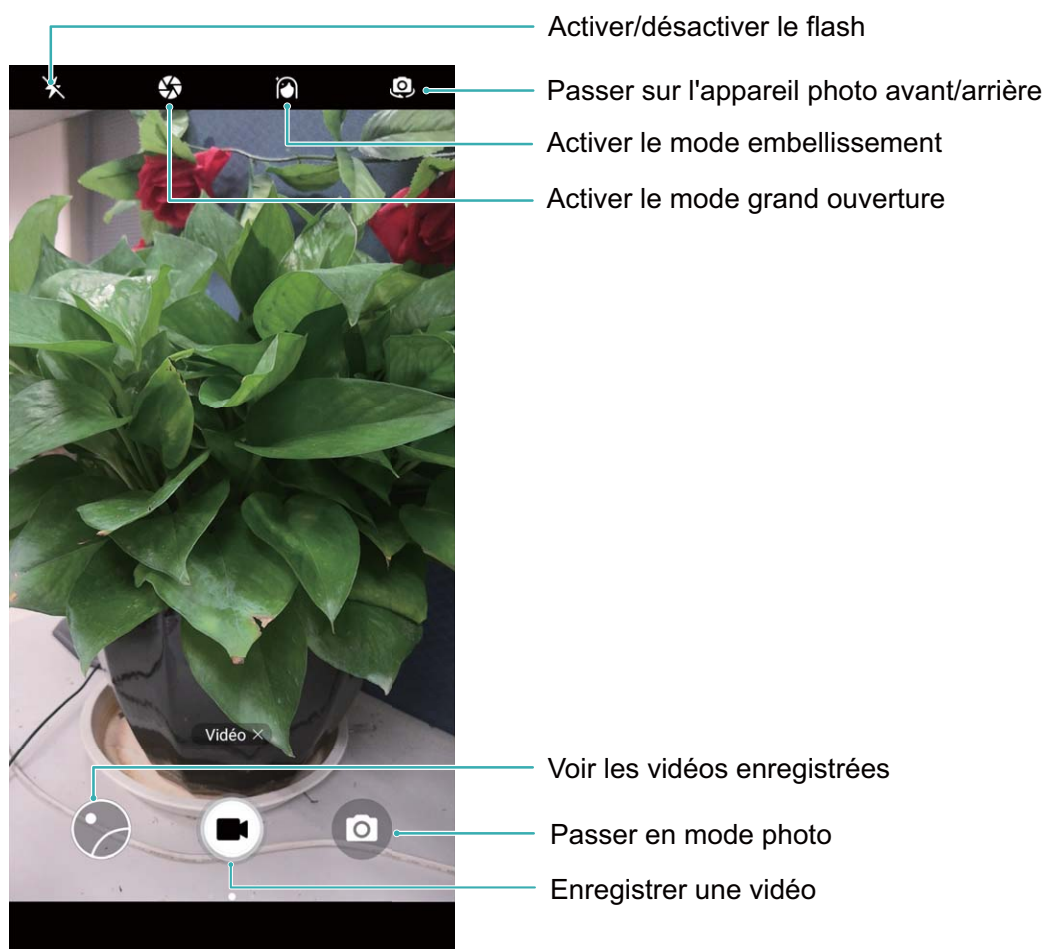 Activer/désactiver le flash
Passer sur l'appareil photo avant/arrière
Activer le mode embellissement
Activer le mode grand ouverture
Vidéo
Voir les vidéos enregistrées
Passer en mode photo
Enregistrer une vidéo